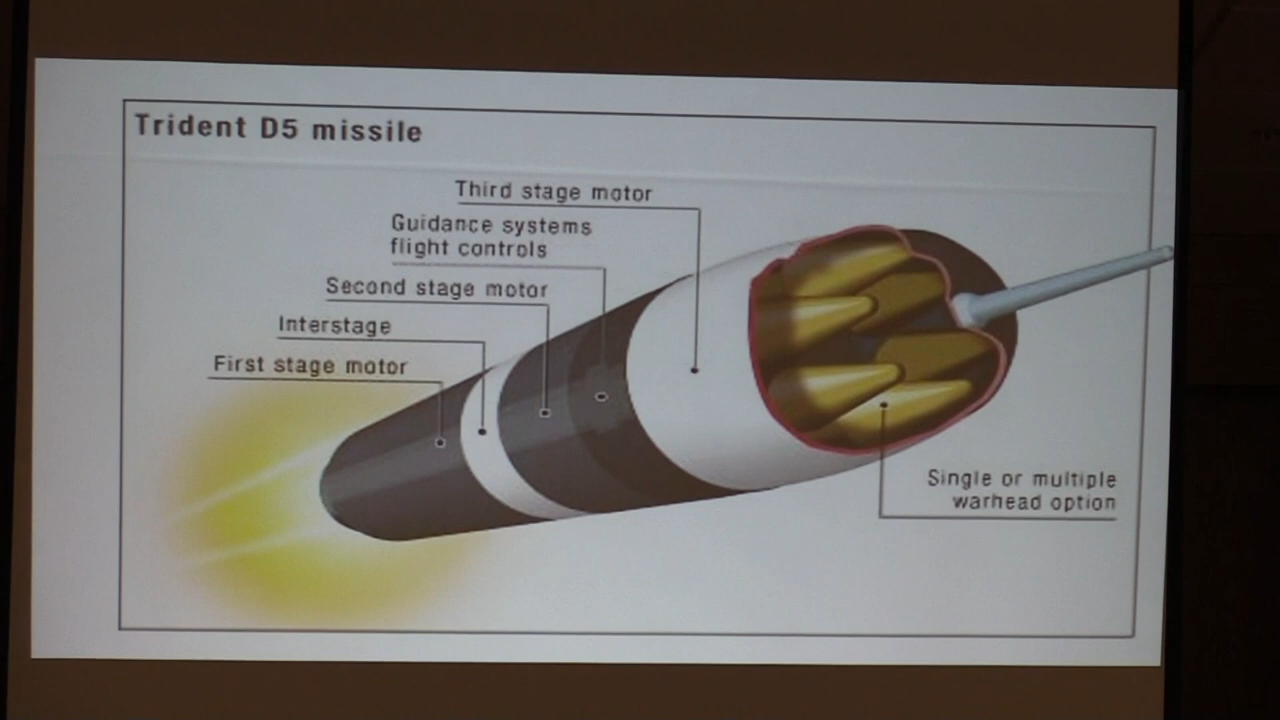 Trident D5 missile
Third stage motor
Guidance systems
flight controls
Second stage motor
Interstage
First stage motor
Single or multiple
warhead option